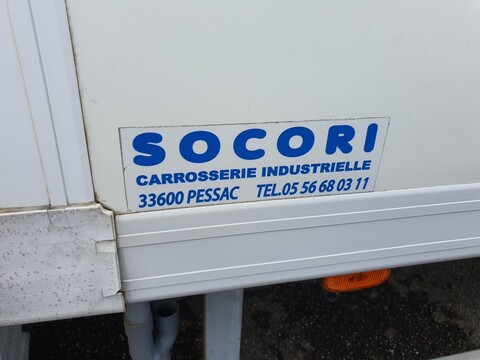 SOCORI
CARROSSERIE INDUSTRIELLE
33600 PESSAC TEL.05 56 68 03 11